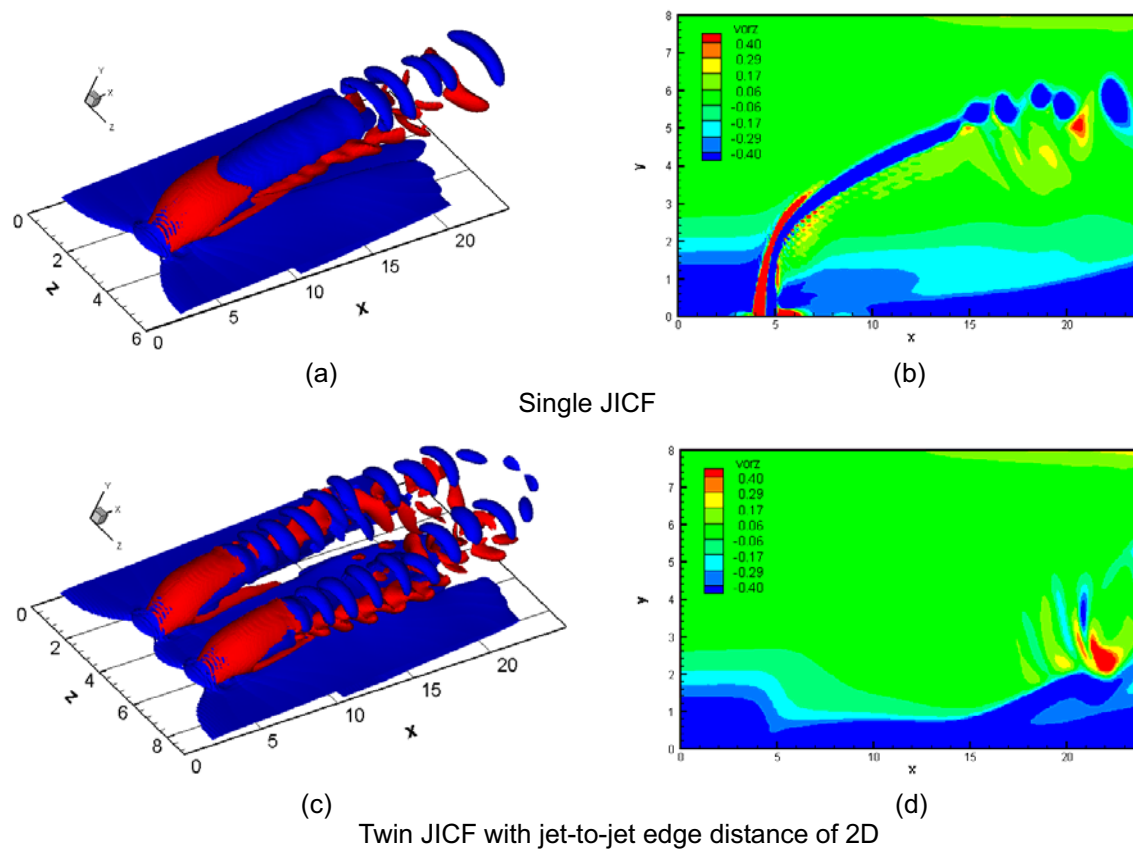 Y
X
Z
0
2
4
6
z
0
5
10
15
20
x
(a)
8
7
6
5
4
3
2
1
0
y
vorz
0.40
0.29
0.17
0.06
-0.06
-0.17
-0.29
-0.40
0 5 10 15 20
x
(b)
Single JICF
Y
X
Z
0
2
4
6
8
z
0
5
10
15
20
x
(c)
8
7
6
5
4
3
2
1
0
y
vorz
0.40
0.29
0.17
0.06
-0.06
-0.17
-0.29
-0.40
0 5 10 15 20
x
(d)
Twin JICF with jet-to-jet edge distance of 2D